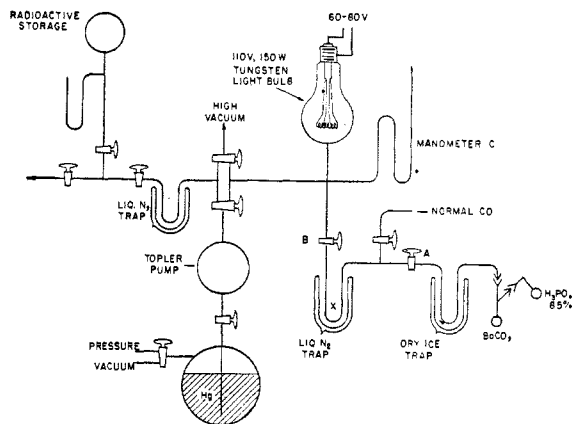 RADIOACTIVE
STORAGE
60-80V
110V, 150W
TUNGSTEN
LIGHT BULB
HIGH
VACUUM
MANOMETER C
LIQ. N₂
TRAP
NORMAL CO
B
A
TOPLER
PUMP
X
H₃PO₄
85%
BaCO₃
LIQ N₂
TRAP
DRY ICE
TRAP
PRESSURE
VACUUM
Hg